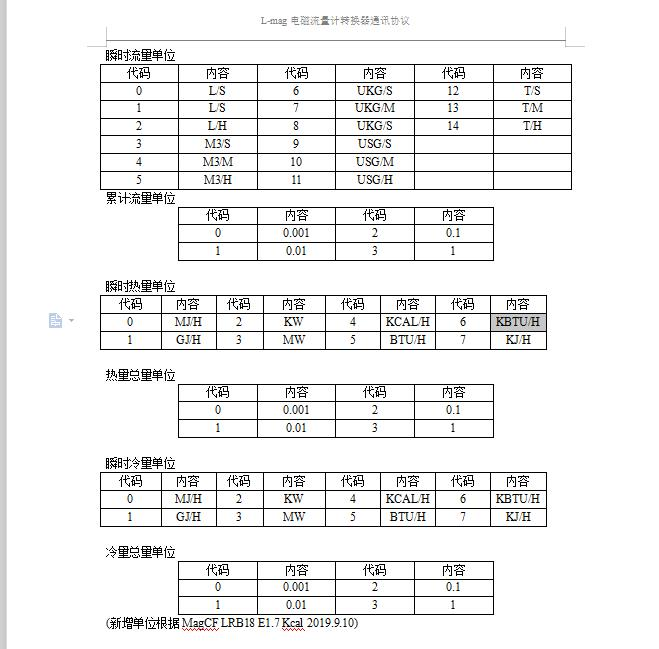 L-mag 电磁流量计转换器通讯协议
瞬时流量单位
代码 内容 代码 内容 代码 内容
0 L/S 6 UKG/S 12 T/S
1 L/S 7 UKG/M 13 T/M
2 L/H 8 UKG/S 14 T/H
3 M3/S 9 USG/S
4 M3/M 10 USG/M
5 M3/H 11 USG/H
累计流量单位
代码 内容 代码 内容
0 0.001 2 0.1
1 0.01 3 1
瞬时热量单位
代码 内容 代码 内容 代码 内容 代码 内容
0 MJ/H 2 KW 4 KCAL/H 6 KBTU/H
1 GJ/H 3 MW 5 BTU/H 7 KJ/H
热量总量单位
代码 内容 代码 内容
0 0.001 2 0.1
1 0.01 3 1
瞬时冷量单位
代码 内容 代码 内容 代码 内容 代码 内容
0 MJ/H 2 KW 4 KCAL/H 6 KBTU/H
1 GJ/H 3 MW 5 BTU/H 7 KJ/H
冷量总量单位
代码 内容 代码 内容
0 0.001 2 0.1
1 0.01 3 1
(新增单位根据 MagCF LRB18 E1.7 Kcal 2019.9.10)